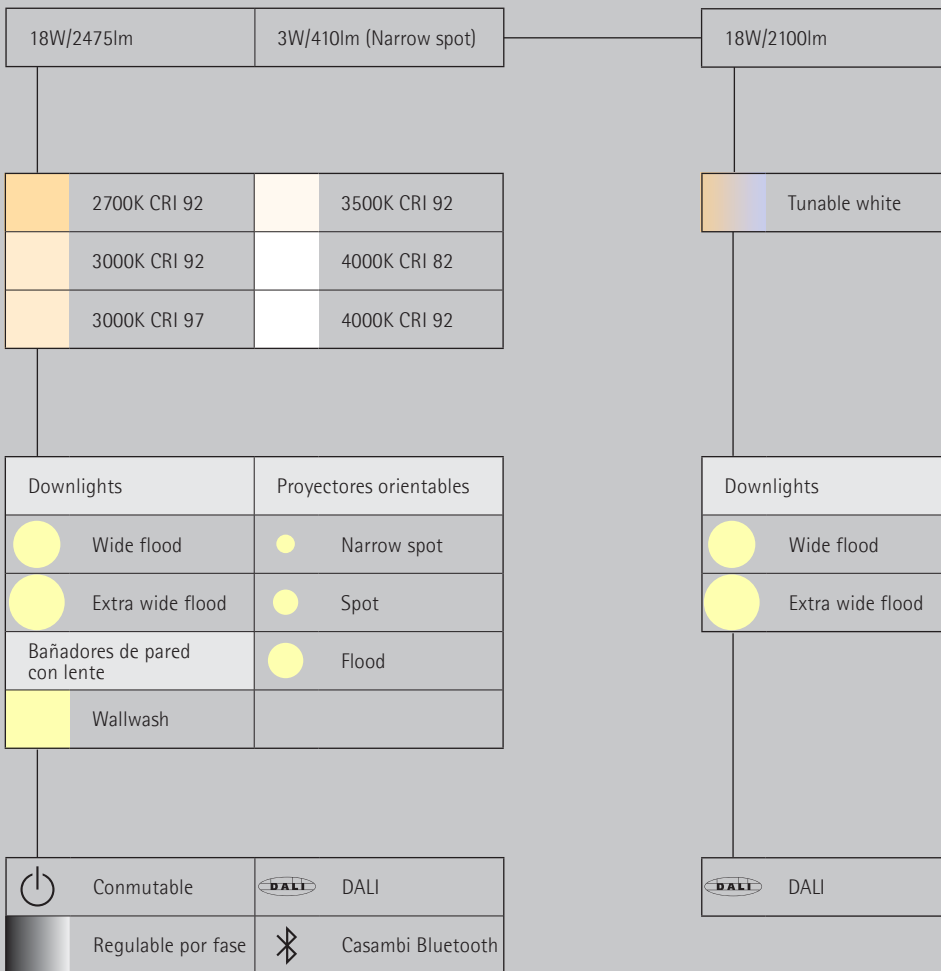 18W/2475lm
3W/410lm (Narrow spot)
18W/2100lm
2700K CRI 92
3500K CRI 92
Tunable white
3000K CRI 92
4000K CRI 82
3000K CRI 97
4000K CRI 92
Downlights
Proyectores orientables
Downlights
Wide flood
Narrow spot
Wide flood
Extra wide flood
Spot
Extra wide flood
Bañadores de pared
con lente
Flood
Wallwash
Conmutable
DALI
DALI
DALI
DALI
Regulable por fase
Casambi Bluetooth